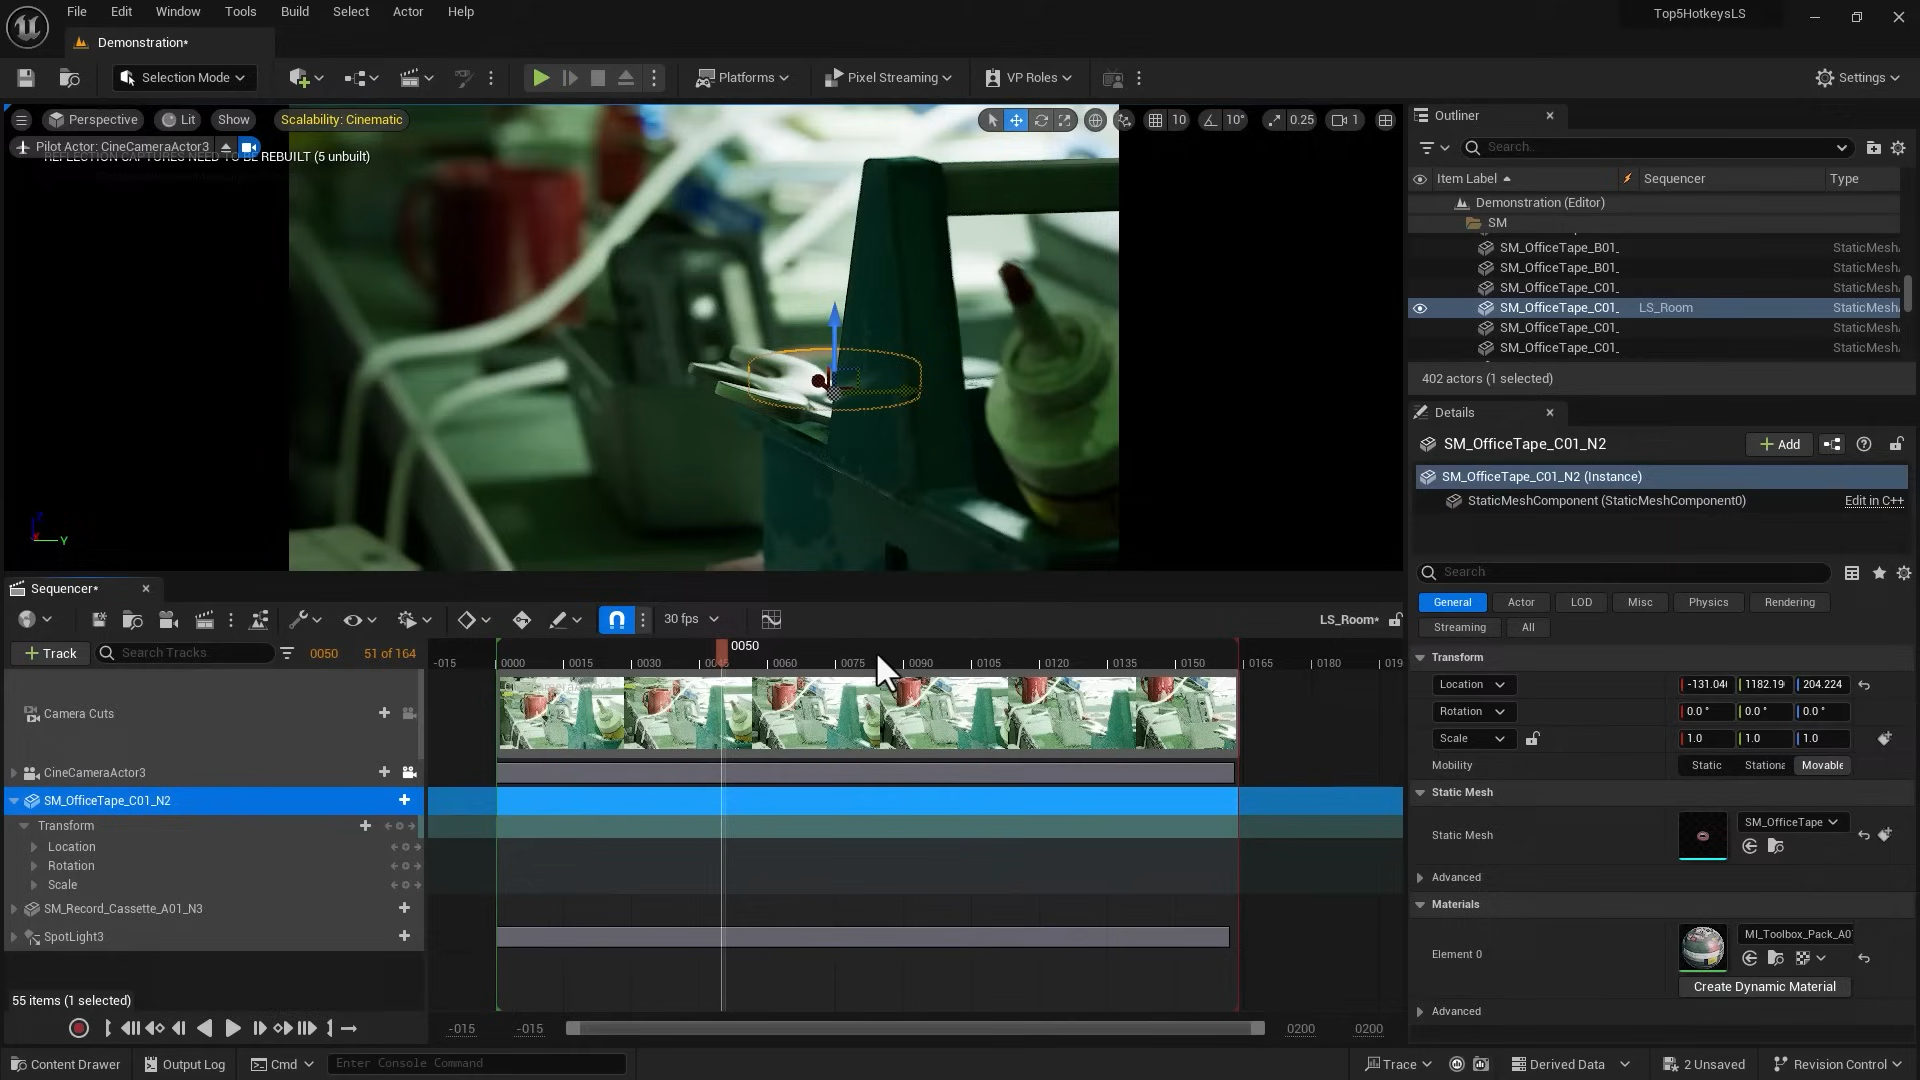 File Edit Window Tools Build Select Actor Help
Top5HotkeysLS
Demonstration*
Selection Mode
Platforms
Pixel Streaming
VP Roles
Settings
Perspective
Lit
Show
Scalability: Cinematic
10
10°
0.25
1
Pilot Actor: CineCameraActor3
REFLECTION CAPTURES NEED TO BE REBUILT (5 unbuilt)
Z
Y
Outliner
Search..
Item Label
Sequencer
Type
Demonstration (Editor)
SM
SM_OfficeTape_B01_ StaticMesh
SM_OfficeTape_B01_ StaticMesh
SM_OfficeTape_C01_ StaticMesh
SM_OfficeTape_C01_ LS_Room StaticMesh
SM_OfficeTape_C01_ StaticMesh
SM_OfficeTape_C01_ StaticMesh
402 actors (1 selected)
Details
SM_OfficeTape_C01_N2
Add
SM_OfficeTape_C01_N2 (Instance)
StaticMeshComponent (StaticMeshComponent0)
Edit in C++
Search
General
Actor
LOD
Misc
Physics
Rendering
Streaming
All
Transform
Location
-131.04 1182.19 204.224
Rotation
0.0 ° 0.0 ° 0.0 °
Scale
1.0 1.0 1.0
Mobility
Static
Stationa
Movable
Static Mesh
Static Mesh
SM_OfficeTape
Advanced
Materials
Element 0
MI_Toolbox_Pack_A0
Create Dynamic Material
Advanced
Sequencer*
30 fps
LS_Room*
Track
Search Tracks
0050
51 of 164
0050
-015 0000 0015 0030 0045 0060 0075 0090 0105 0120 0135 0150 0165 0180 019
Camera Cuts
CineCameraActor3
SM_OfficeTape_C01_N2
Transform
Location
Rotation
Scale
SM_Record_Cassette_A01_N3
SpotLight3
55 items (1 selected)
-015
-015
0200
0200
Content Drawer
Output Log
Cmd
Enter Console Command
Trace
Derived Data
2 Unsaved
Revision Control